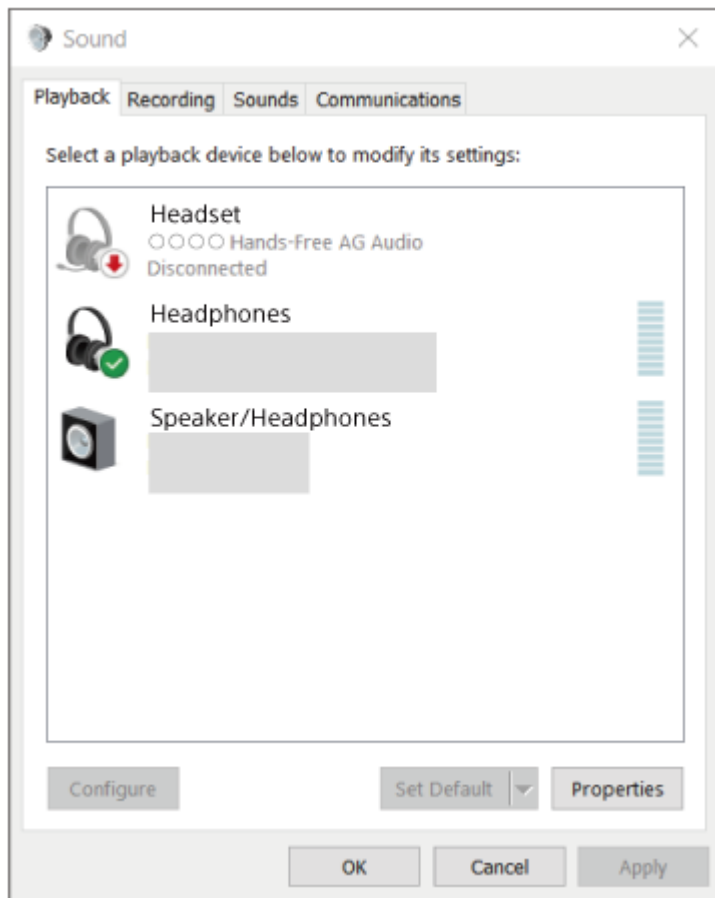 Sound
Playback Recording Sounds Communications
Select a playback device below to modify its settings:
Headset
○○○○ Hands-Free AG Audio
Disconnected
Headphones
Speaker/Headphones
Configure Set Default Properties
OK Cancel Apply